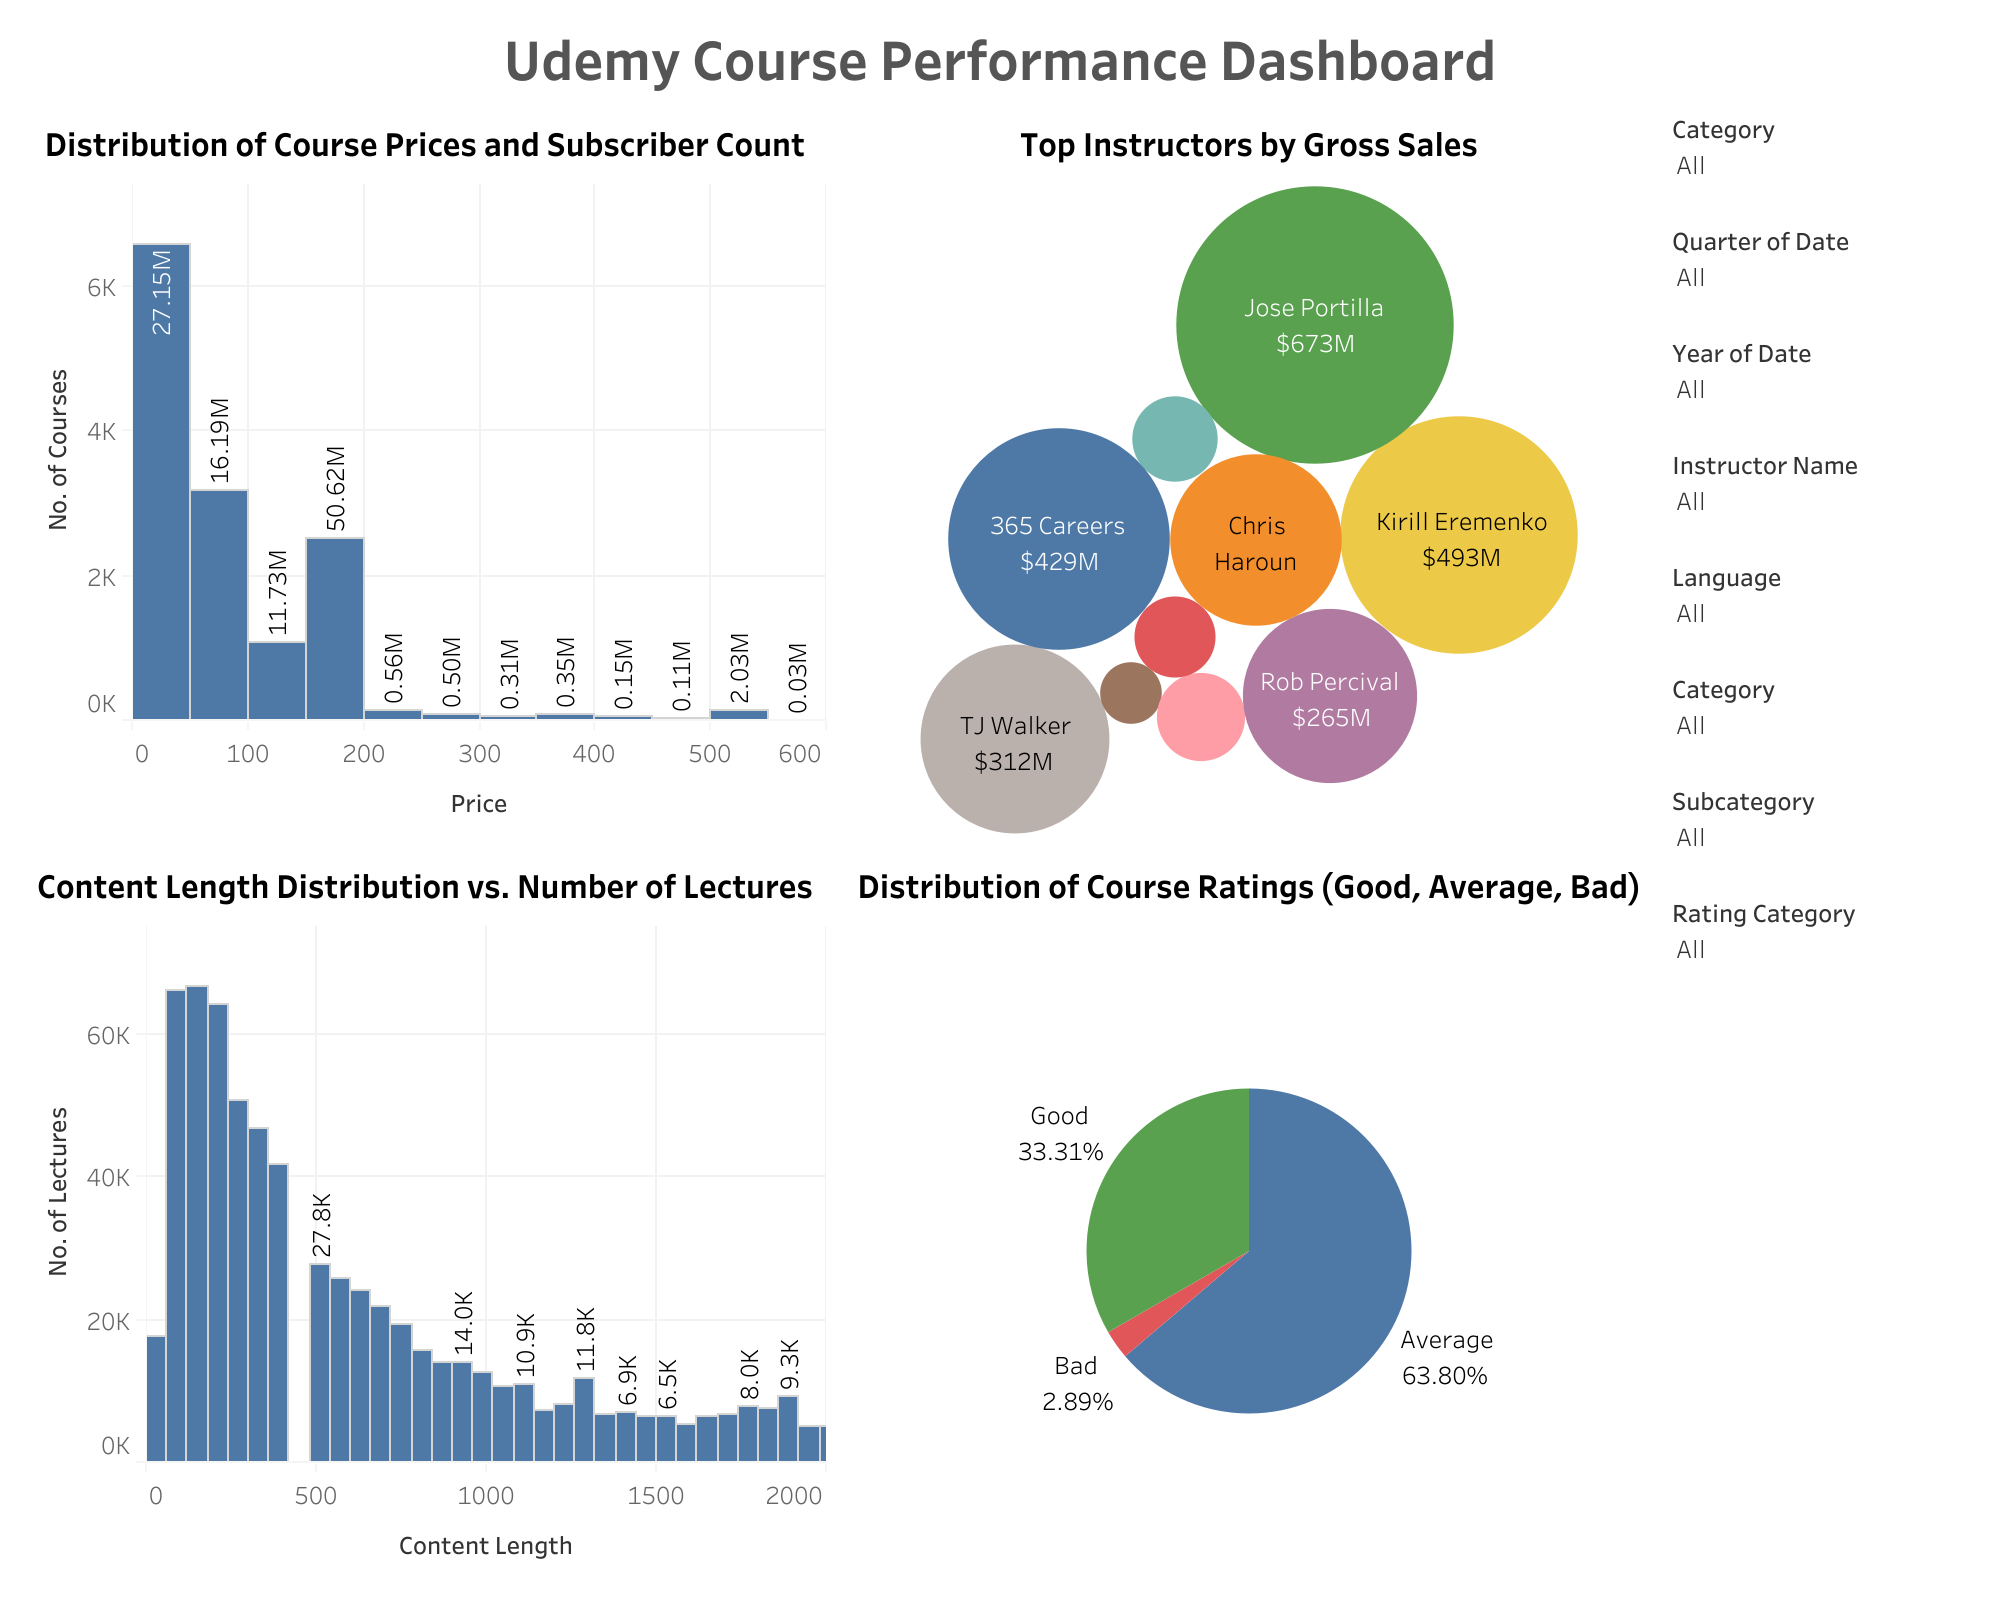 Udemy Course Performance Dashboard
Distribution of Course Prices and Subscriber Count
No. of Courses
6K
4K
2K
0K
27.15M
16.19M
11.73M
50.62M
0.56M
0.50M
0.31M
0.35M
0.15M
0.11M
2.03M
0.03M
0
100
200
300
400
500
600
Price
Top Instructors by Gross Sales
Jose Portilla
$673M
365 Careers
$429M
Chris
Haroun
Kirill Eremenko
$493M
TJ Walker
$312M
Rob Percival
$265M
Content Length Distribution vs. Number of Lectures
No. of Lectures
60K
40K
20K
0K
27.8K
14.0K
10.9K
11.8K
6.9K
6.5K
8.0K
9.3K
0
500
1000
1500
2000
Content Length
Distribution of Course Ratings (Good, Average, Bad)
Good
33.31%
Bad
2.89%
Average
63.80%
Category
All
Quarter of Date
All
Year of Date
All
Instructor Name
All
Language
All
Category
All
Subcategory
All
Rating Category
All